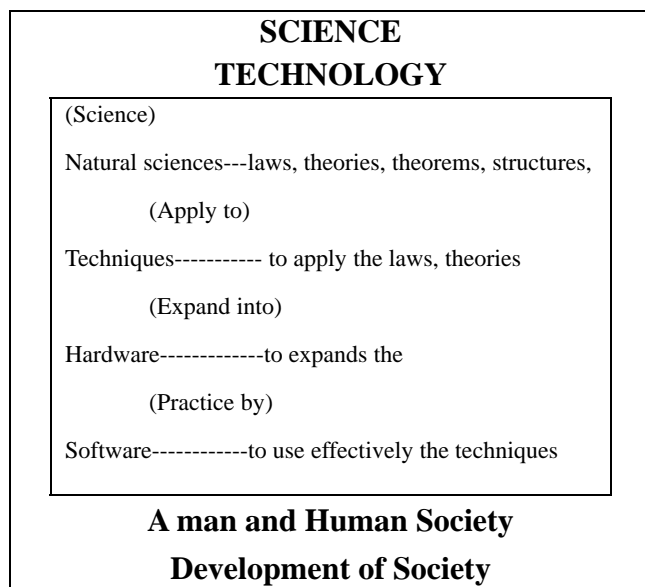 SCIENCE
TECHNOLOGY
(Science)
Natural sciences---laws, theories, theorems, structures,
(Apply to)
Techniques----------- to apply the laws, theories
(Expand into)
Hardware-------------to expands the
(Practice by)
Software------------to use effectively the techniques
A man and Human Society
Development of Society